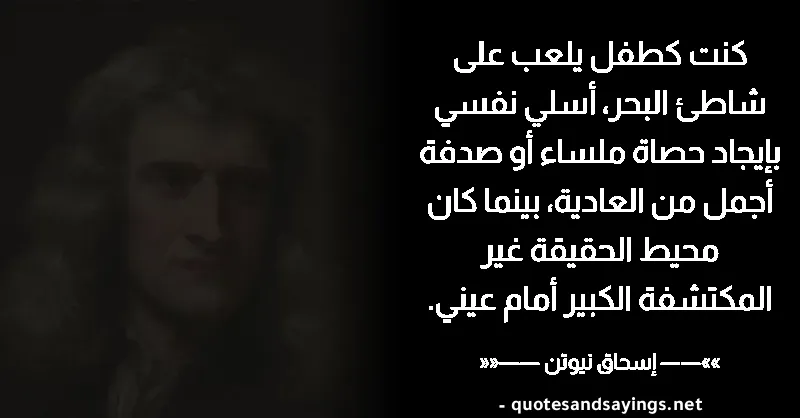 كنت كطفل يلعب على
شاطئ البحر، أسلي نفسي
بإيجاد حصاة ملساء أو صدفة
أجمل من العادية، بينما كان
محيط الحقيقة غير
المكتشفة الكبير أمام عيني.
»»—— إسحاق نيوتن ——««
- quotesandsayings.net